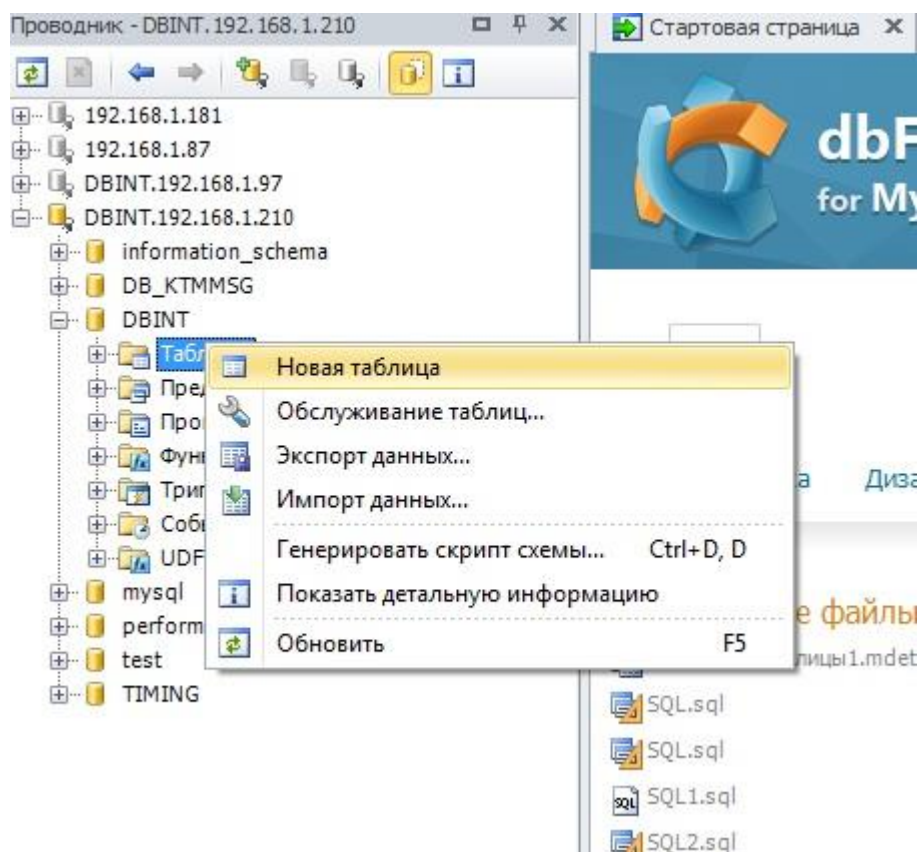 Проводник - DBINT.192.168.1.210
Стартовая страница
192.168.1.181
192.168.1.87
DBINT.192.168.1.97
DBINT.192.168.1.210
information_schema
DB_KTMMSG
DBINT
mysql
test
TIMING
UDF
Новая таблица
Обслуживание таблиц...
Экспорт данных...
Импорт данных...
Генерировать скрипт схемы... Ctrl+D, D
Показать детальную информацию
Обновить F5
for
файлы
SQL.sql
SQL.sql
SQL1.sql
SQL2.sql